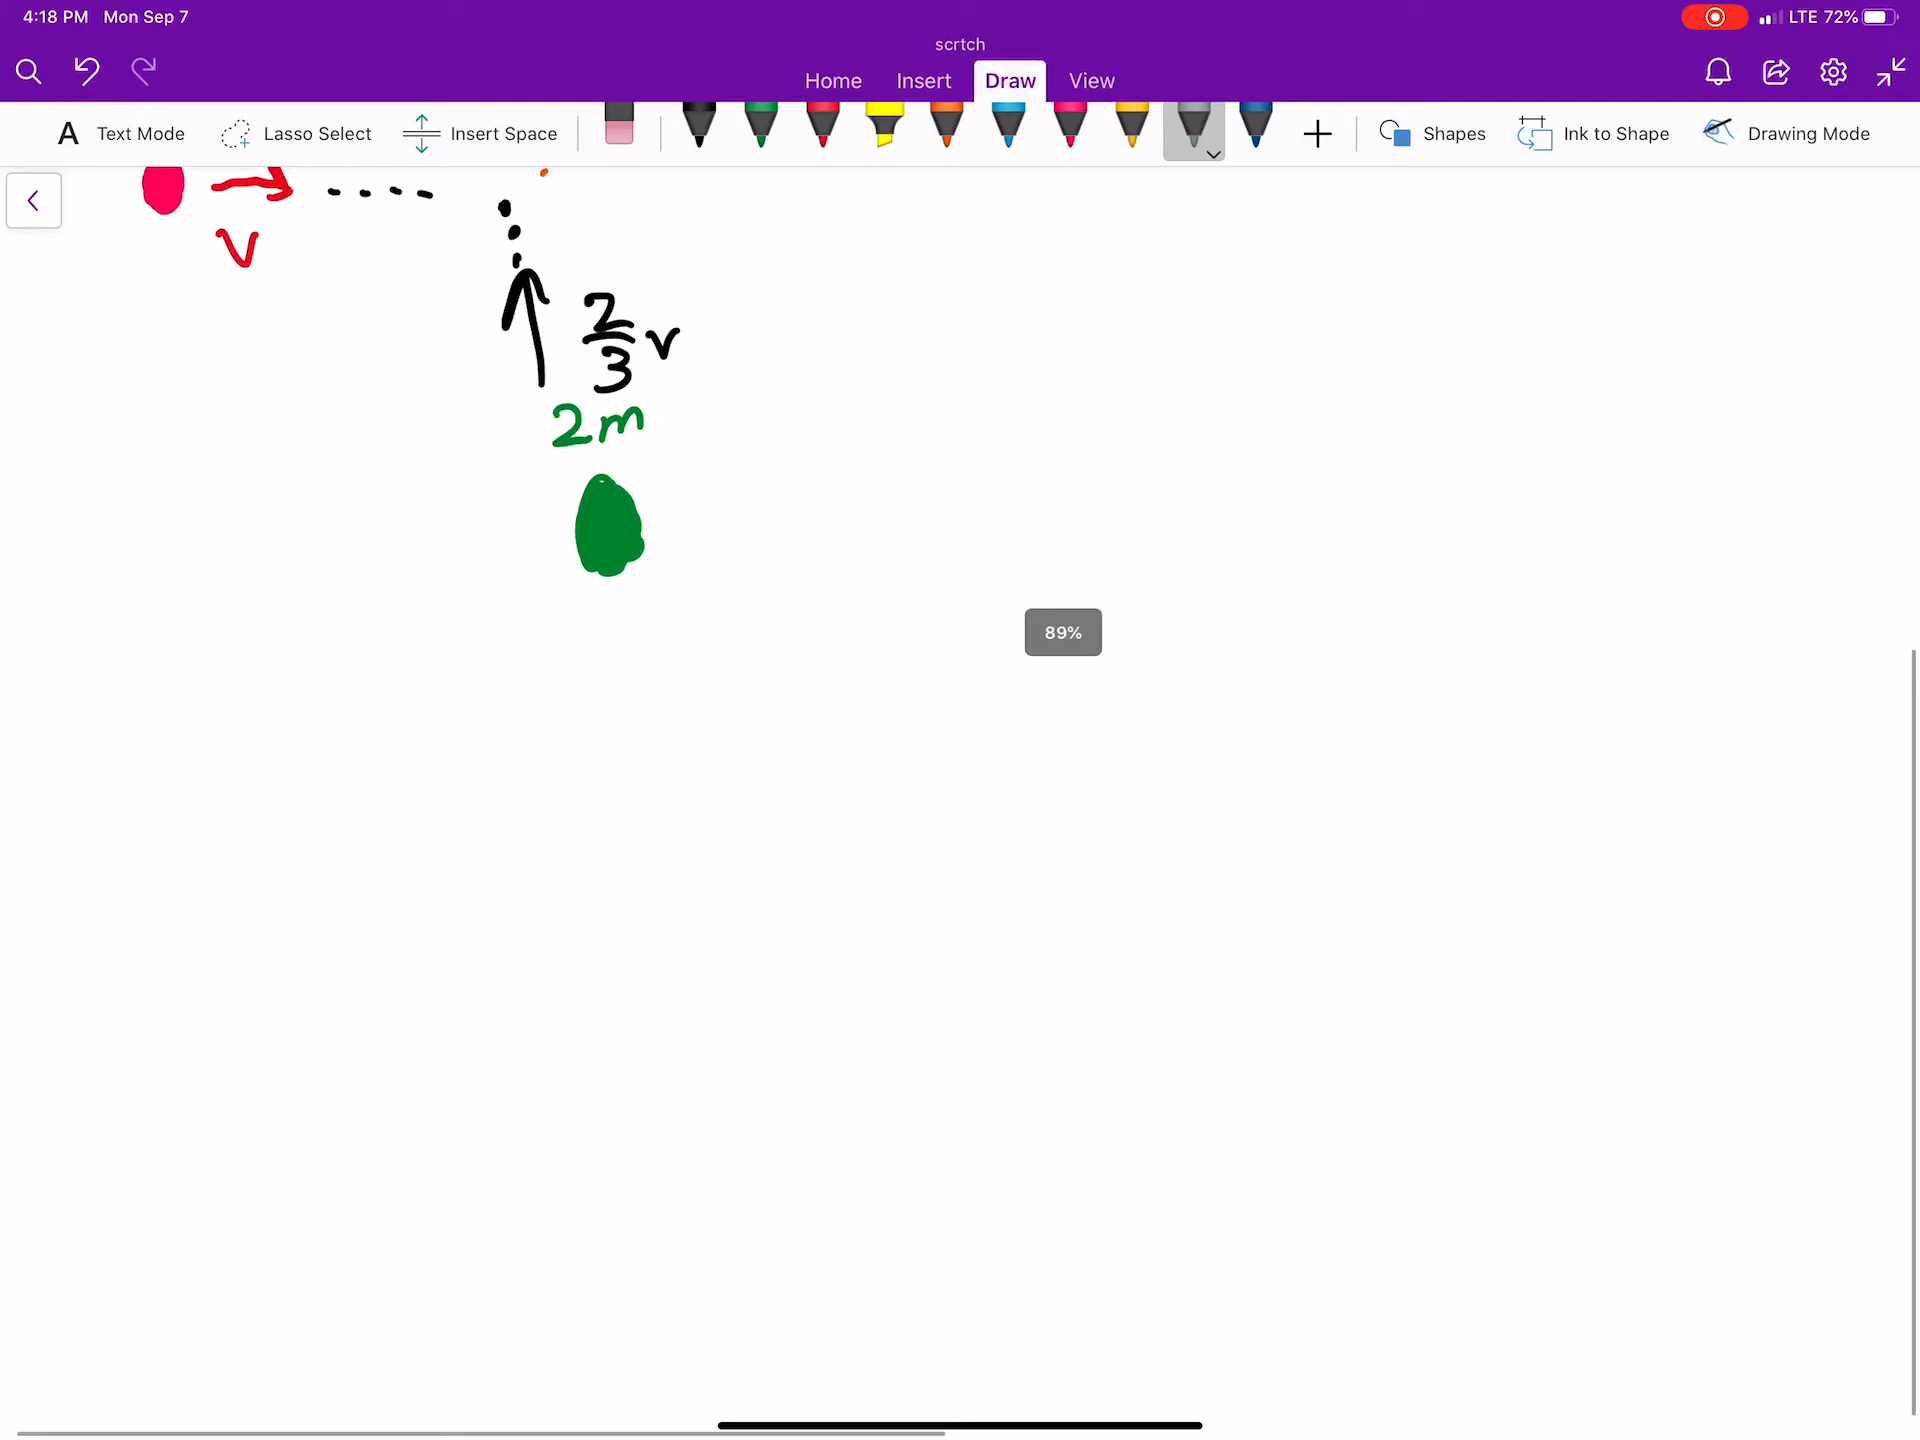 4:18 PM Mon Sep 7
LTE 72%
scrtch
Home Insert Draw View
A Text Mode Lasso Select Insert Space Shapes Ink to Shape Drawing Mode
v
2/3 v
2m
89%